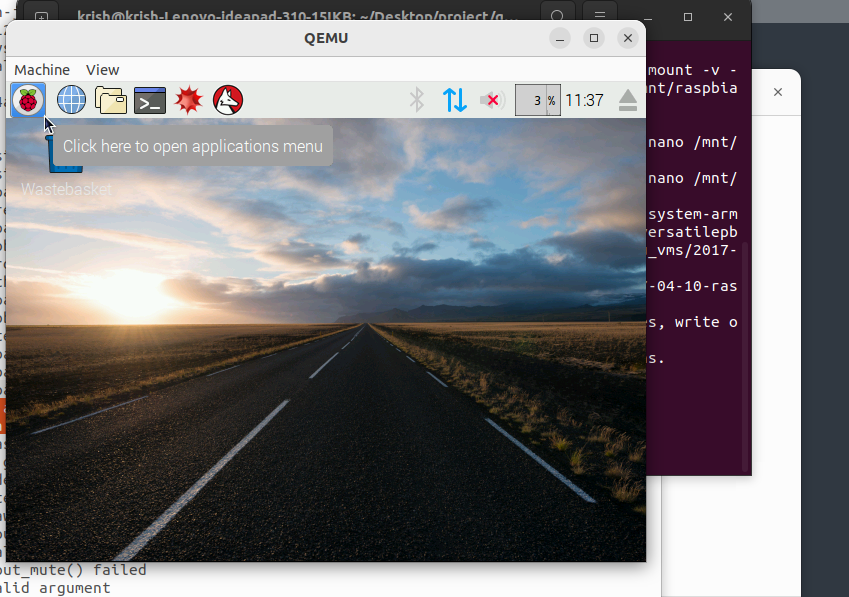 krish@krish-Lenovo-ideapad-310-15IKB: ~/Desktop/project/q...
QEMU
Machine View
3 % 11:37
Click here to open applications menu
Wastebasket
mount -v -
nt/raspbia
nano /mnt/
nano /mnt/
system-arm
versatilepb
_vms/2017-
-04-10-ras
s, write o
s.
out_mute() failed
alid argument